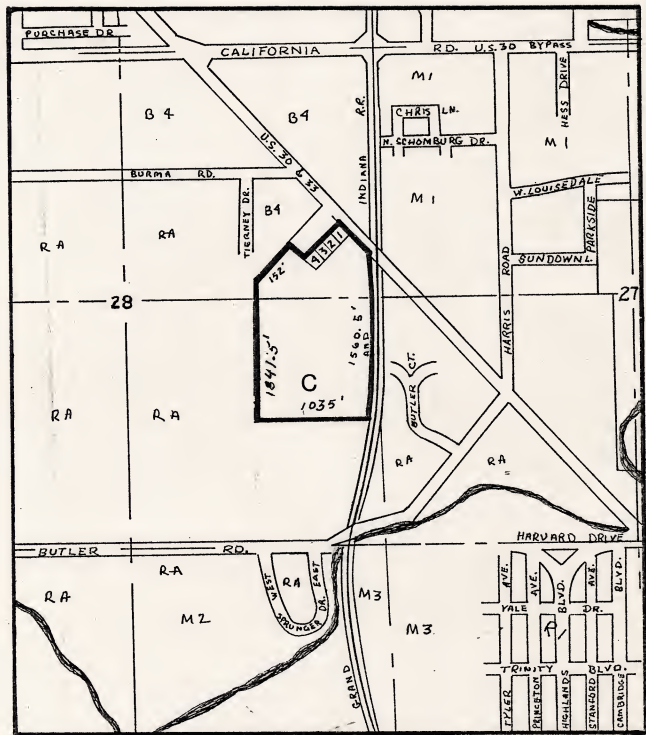 PURCHASE DR
CALIFORNIA RD. U.S.30 BYPASS
M1
HESS DRIVE
B4
B4
R.R.
CHRIS LN.
M1
U.S. 30 & 33
N. SCHOMBURG DR.
INDIANA
BURMA RD.
M1
W. LOUISEDALE
TIERNEY DR.
B4
PARKSIDE
RA
RA
1
2
3
4
ROAD
SUNDOWN L.
152'
28
27
HARRIS
1841.5'
1560.5'
AND
CT.
C
BUTLER
1035'
RA
RA
RA
RA
HARVARD DRIVE
BUTLER RD.
RA
WEST
RA
EAST
AVE.
AVE.
BLVD.
AVE.
BLVD.
RA
M2
SPRUNGER DR.
M3
M3
YALE DR.
R1
TRINITY BLVD.
GRAND
TYLER
PRINCETON
HIGHLANDS
STANFORD
CAMBRIDGE